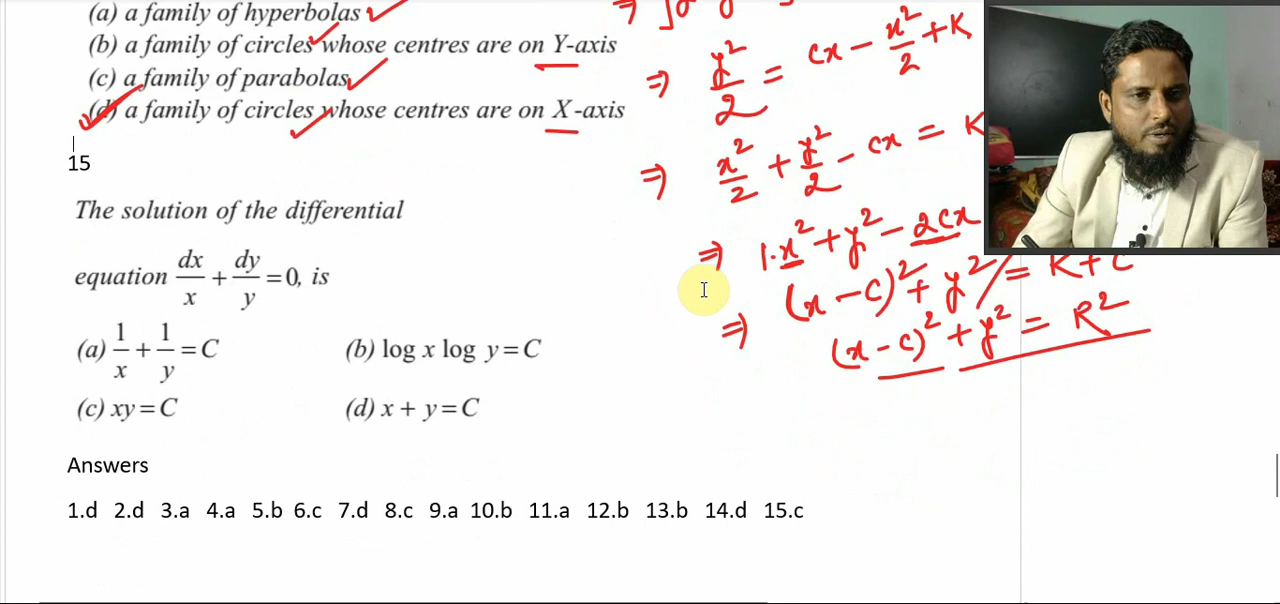 (a) a family of hyperbolas
(b) a family of circles whose centres are on Y-axis
(c) a family of parabolas
(d) a family of circles whose centres are on X-axis
15
The solution of the differential
equation dx/x + dy/y = 0, is
(a) 1/x + 1/y = C (b) log x log y = C
(c) xy = C (d) x + y = C
Answers
1.d 2.d 3.a 4.a 5.b 6.c 7.d 8.c 9.a 10.b 11.a 12.b 13.b 14.d 15.c
⇒ y²/2 = cx − x²/2 + K
⇒ x²/2 + y²/2 − cx = K
⇒ 1·x² + y² − 2cx
(x − c)² + y² = K + C
⇒ (x − c)² + y² = R²